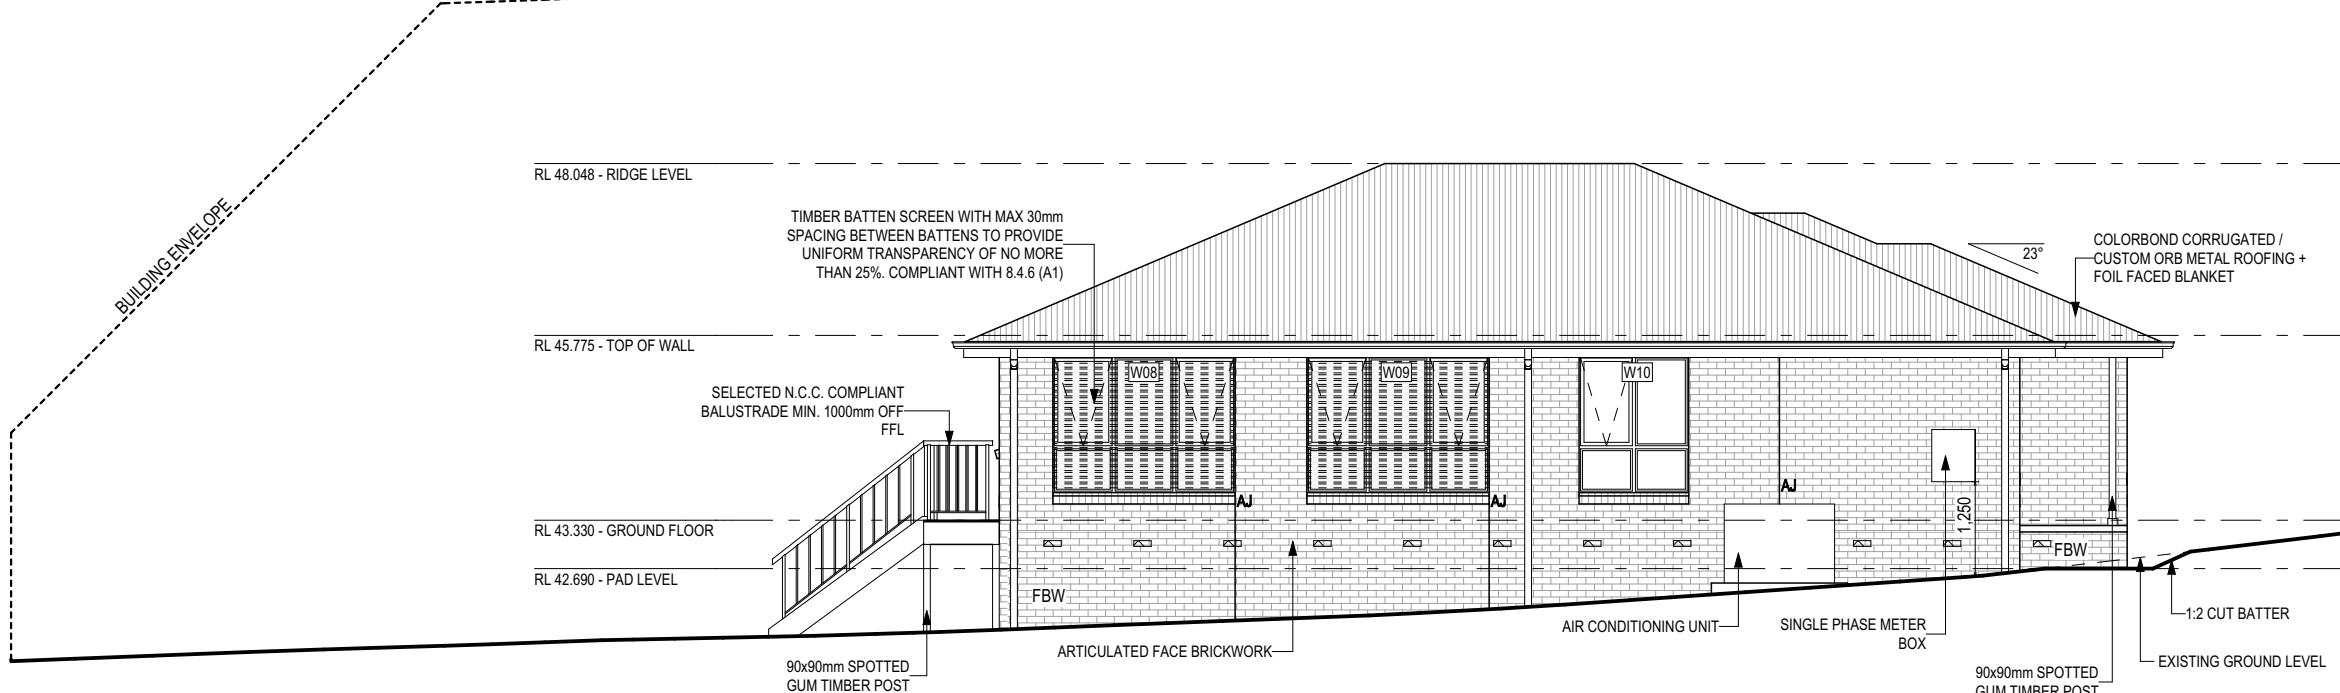 BUILDING ENVELOPE
RL 48.048 - RIDGE LEVEL
TIMBER BATTEN SCREEN WITH MAX 30mm
SPACING BETWEEN BATTENS TO PROVIDE
UNIFORM TRANSPARENCY OF NO MORE
THAN 25%. COMPLIANT WITH 8.4.6 (A1)
23°
COLORBOND CORRUGATED /
CUSTOM ORB METAL ROOFING +
FOIL FACED BLANKET
RL 45.775 - TOP OF WALL
W08
W09
W10
SELECTED N.C.C. COMPLIANT
BALUSTRADE MIN. 1000mm OFF
FFL
AJ
AJ
AJ
1,250
RL 43.330 - GROUND FLOOR
FBW
RL 42.690 - PAD LEVEL
FBW
1:2 CUT BATTER
AIR CONDITIONING UNIT
SINGLE PHASE METER
BOX
ARTICULATED FACE BRICKWORK
EXISTING GROUND LEVEL
90x90mm SPOTTED
GUM TIMBER POST
90x90mm SPOTTED
GUM TIMBER POST